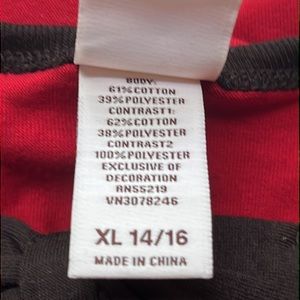 BODY:
61%COTTON
39%POLYESTER
CONTRAST1:
62%COTTON
38%POLYESTER
CONTRAST2
100%POLYESTER
EXCLUSIVE OF
DECORATION
RN55219
VN3078246
XL 14/16
MADE IN CHINA